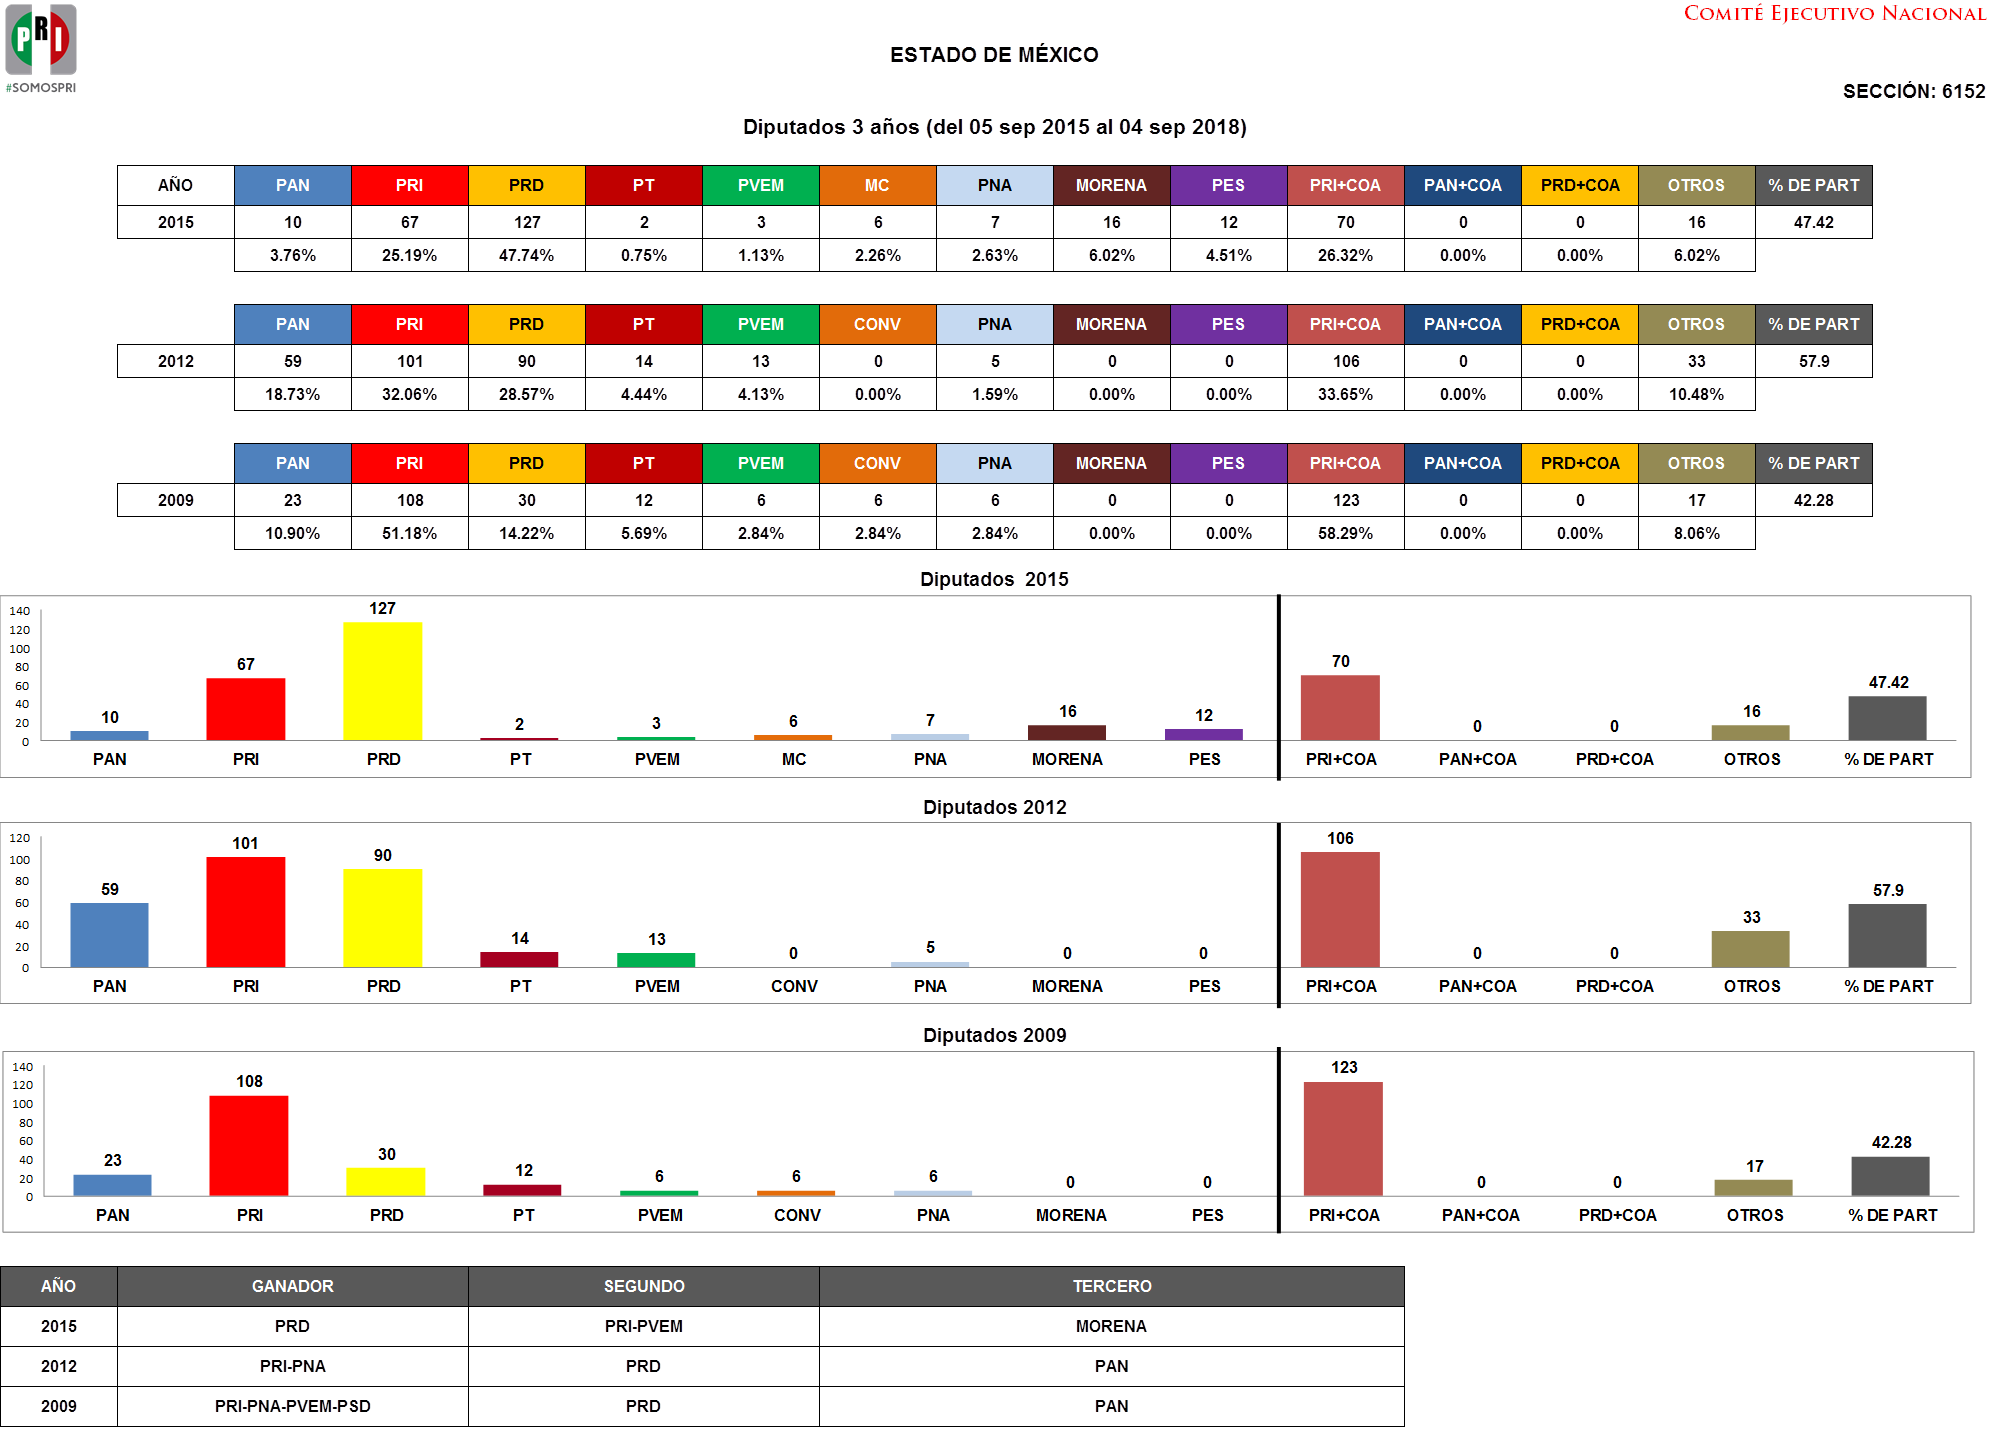 PRI
#SOMOSPRI
COMITÉ EJECUTIVO NACIONAL
ESTADO DE MÉXICO
SECCIÓN: 6152
Diputados 3 años (del 05 sep 2015 al 04 sep 2018)
AÑO PAN PRI PRD PT PVEM MC PNA MORENA PES PRI+COA PAN+COA PRD+COA OTROS % DE PART
2015 10 67 127 2 3 6 7 16 12 70 0 0 16 47.42
3.76% 25.19% 47.74% 0.75% 1.13% 2.26% 2.63% 6.02% 4.51% 26.32% 0.00% 0.00% 6.02%
PAN PRI PRD PT PVEM CONV PNA MORENA PES PRI+COA PAN+COA PRD+COA OTROS % DE PART
2012 59 101 90 14 13 0 5 0 0 106 0 0 33 57.9
18.73% 32.06% 28.57% 4.44% 4.13% 0.00% 1.59% 0.00% 0.00% 33.65% 0.00% 0.00% 10.48%
PAN PRI PRD PT PVEM CONV PNA MORENA PES PRI+COA PAN+COA PRD+COA OTROS % DE PART
2009 23 108 30 12 6 6 6 0 0 123 0 0 17 42.28
10.90% 51.18% 14.22% 5.69% 2.84% 2.84% 2.84% 0.00% 0.00% 58.29% 0.00% 0.00% 8.06%
Diputados 2015
140
120
100
80
60
40
20
0
10 67 127 2 3 6 7 16 12 70 0 0 16 47.42
PAN PRI PRD PT PVEM MC PNA MORENA PES PRI+COA PAN+COA PRD+COA OTROS % DE PART
Diputados 2012
120
100
80
60
40
20
0
59 101 90 14 13 0 5 0 0 106 0 0 33 57.9
PAN PRI PRD PT PVEM CONV PNA MORENA PES PRI+COA PAN+COA PRD+COA OTROS % DE PART
Diputados 2009
140
120
100
80
60
40
20
0
23 108 30 12 6 6 6 0 0 123 0 0 17 42.28
PAN PRI PRD PT PVEM CONV PNA MORENA PES PRI+COA PAN+COA PRD+COA OTROS % DE PART
AÑO GANADOR SEGUNDO TERCERO
2015 PRD PRI-PVEM MORENA
2012 PRI-PNA PRD PAN
2009 PRI-PNA-PVEM-PSD PRD PAN